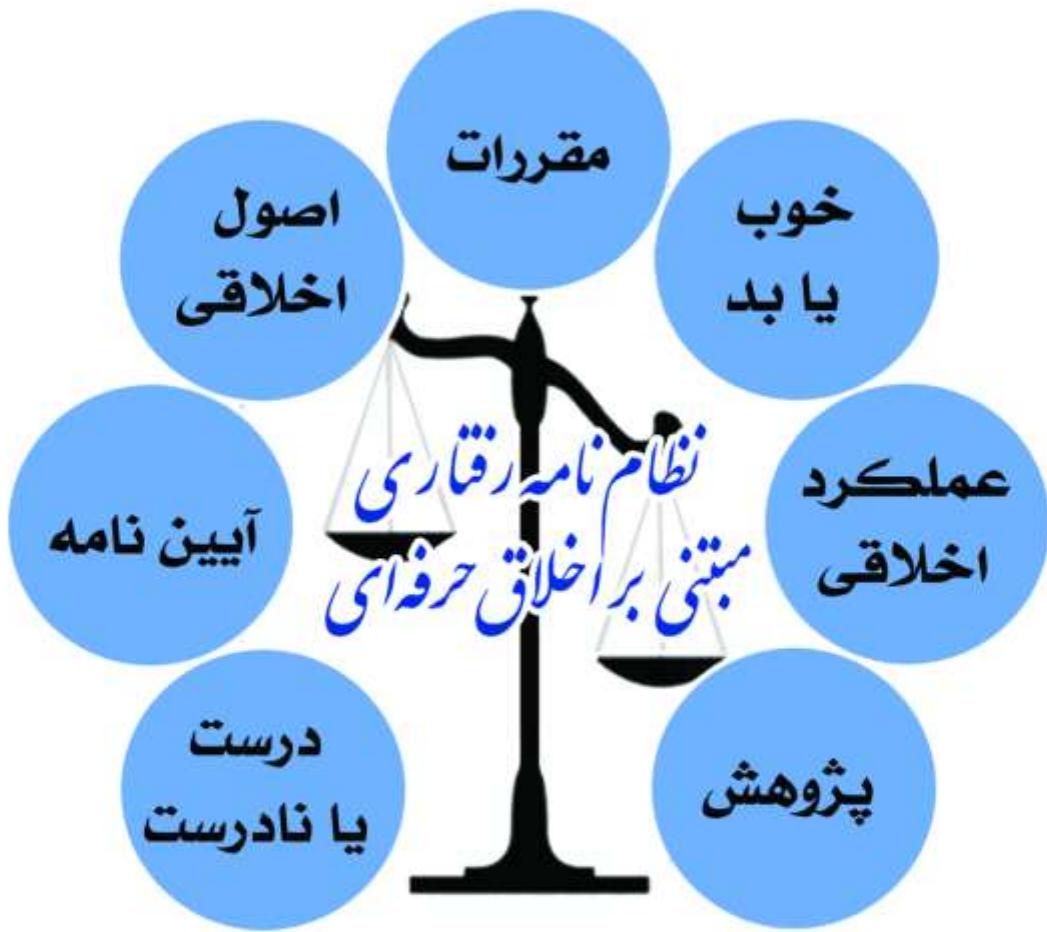 مقررات
خوب
یا بد
اصول
اخلاقی
عملکرد
اخلاقی
آیین نامه
نظام نامه رفتاری
مبتنی بر اخلاق حرفه‌ای
پژوهش
درست
یا نادرست